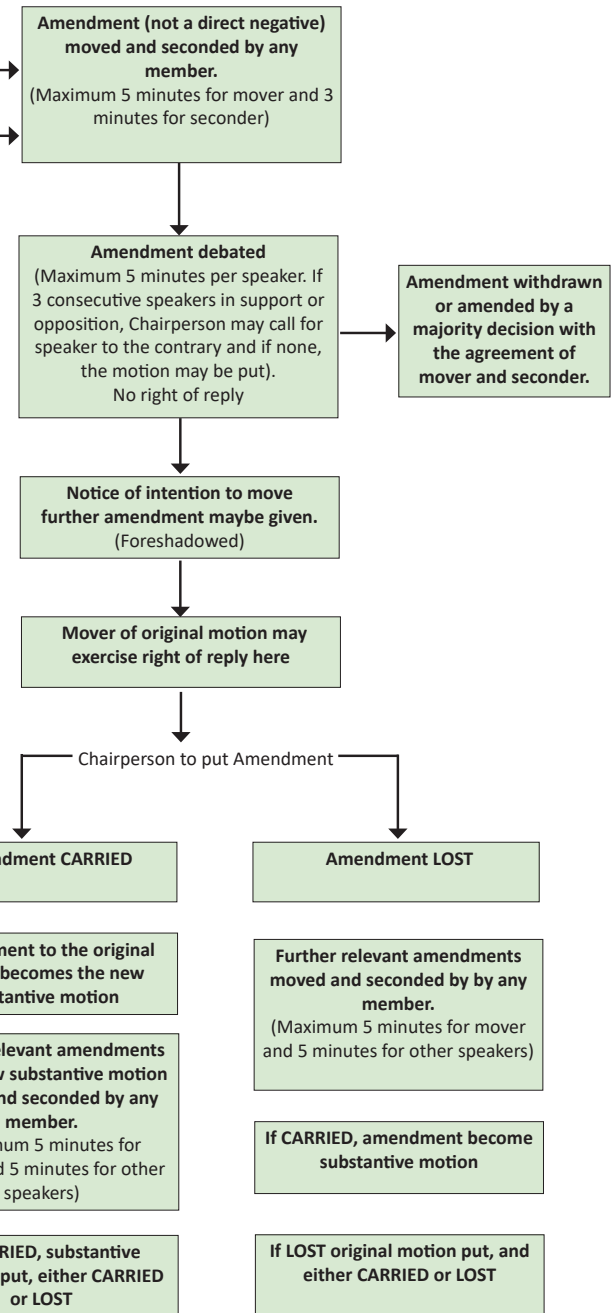 Amendment (not a direct negative)
moved and seconded by any
member.
(Maximum 5 minutes for mover and 3
minutes for seconder)
Amendment debated
(Maximum 5 minutes per speaker. If
3 consecutive speakers in support or
opposition, Chairperson may call for
speaker to the contrary and if none,
the motion may be put).
No right of reply
Amendment withdrawn
or amended by a
majority decision with
the agreement of
mover and seconder.
Notice of intention to move
further amendment maybe given.
(Foreshadowed)
Mover of original motion may
exercise right of reply here
Chairperson to put Amendment
CARRIED
to the original
becomes the new
motion
amendments
substantive motion
seconded by any
member.
5 minutes for
5 minutes for other
speakers)
substantive
put, either CARRIED
or LOST
Amendment LOST
Further relevant amendments
moved and seconded by by any
member.
(Maximum 5 minutes for mover
and 5 minutes for other speakers)
If CARRIED, amendment become
substantive motion
If LOST original motion put, and
either CARRIED or LOST